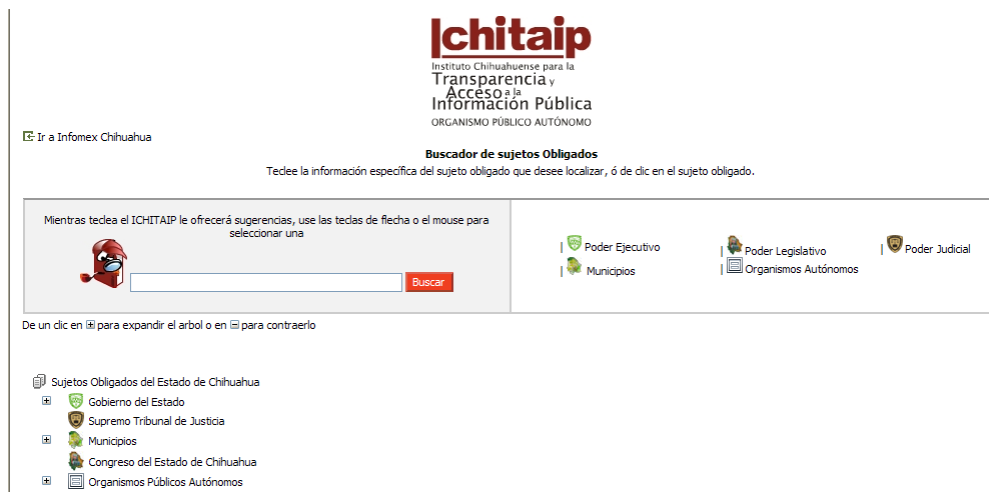 Ichitaip
Instituto Chihuahuense para la
Transparencia y
Acceso a la
Información Pública
ORGANISMO PÚBLICO AUTÓNOMO
Ir a Infomex Chihuahua
Buscador de sujetos Obligados
Teclee la información específica del sujeto obligado que desee localizar, ó de clic en el sujeto obligado.
Mientras teclea el ICHITAIP le ofrecerá sugerencias, use las teclas de flecha o el mouse para
seleccionar una
Buscar
| Poder Ejecutivo | Poder Legislativo | Poder Judicial
| Municipios | Organismos Autónomos
De un clic en para expandir el arbol o en para contraerlo
Sujetos Obligados del Estado de Chihuahua
Gobierno del Estado
Supremo Tribunal de Justicia
Municipios
Congreso del Estado de Chihuahua
Organismos Públicos Autónomos